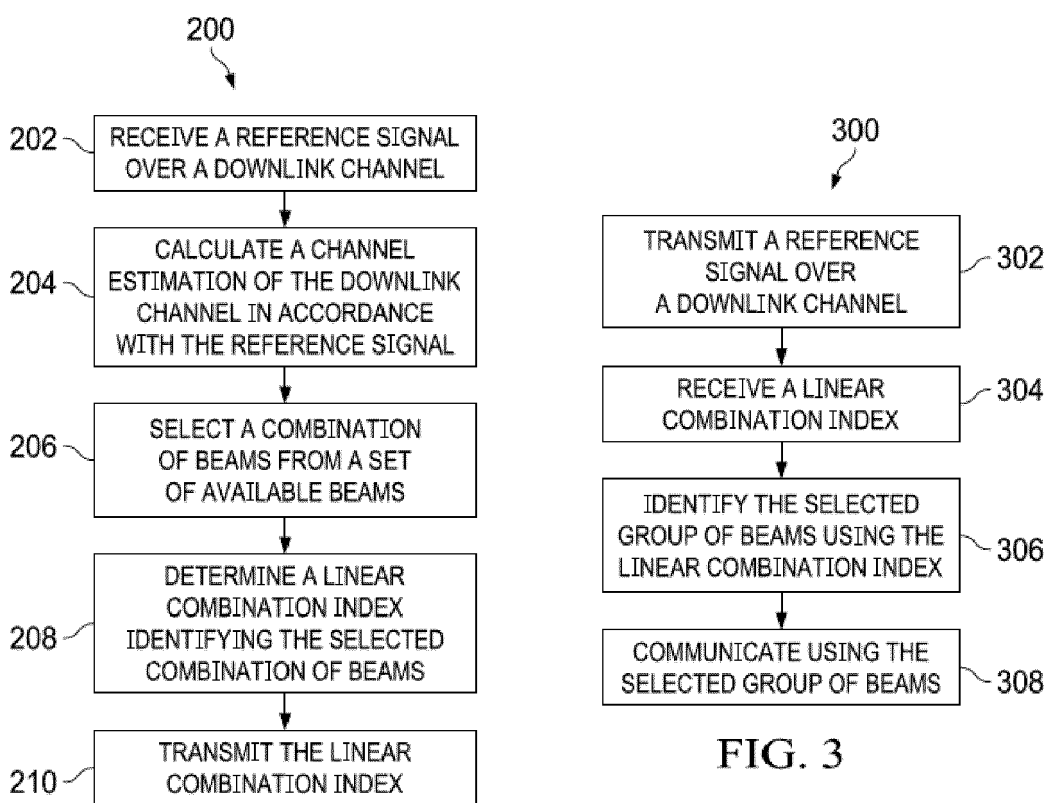 200
202
RECEIVE A REFERENCE SIGNAL
OVER A DOWNLINK CHANNEL
204
CALCULATE A CHANNEL
ESTIMATION OF THE DOWNLINK
CHANNEL IN ACCORDANCE
WITH THE REFERENCE SIGNAL
206
SELECT A COMBINATION
OF BEAMS FROM A SET
OF AVAILABLE BEAMS
208
DETERMINE A LINEAR
COMBINATION INDEX
IDENTIFYING THE SELECTED
COMBINATION OF BEAMS
210
TRANSMIT THE LINEAR
COMBINATION INDEX
300
TRANSMIT A REFERENCE
SIGNAL OVER
A DOWNLINK CHANNEL
302
RECEIVE A LINEAR
COMBINATION INDEX
304
IDENTIFY THE SELECTED
GROUP OF BEAMS USING THE
LINEAR COMBINATION INDEX
306
COMMUNICATE USING THE
SELECTED GROUP OF BEAMS
308
FIG. 3